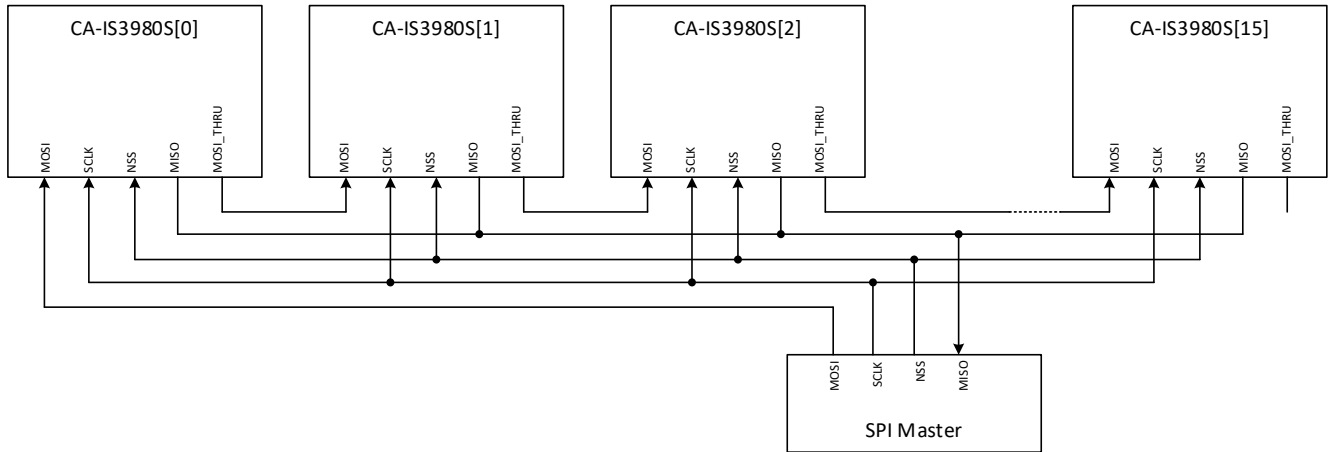 CA-IS3980S[0]
CA-IS3980S[1]
CA-IS3980S[2]
CA-IS3980S[15]
MOSI
SCLK
NSS
MISO
MOSI_THRU
MOSI
SCLK
NSS
MISO
MOSI_THRU
MOSI
SCLK
NSS
MISO
MOSI_THRU
MOSI
SCLK
NSS
MISO
MOSI_THRU
MOSI
SCLK
NSS
MISO
SPI Master